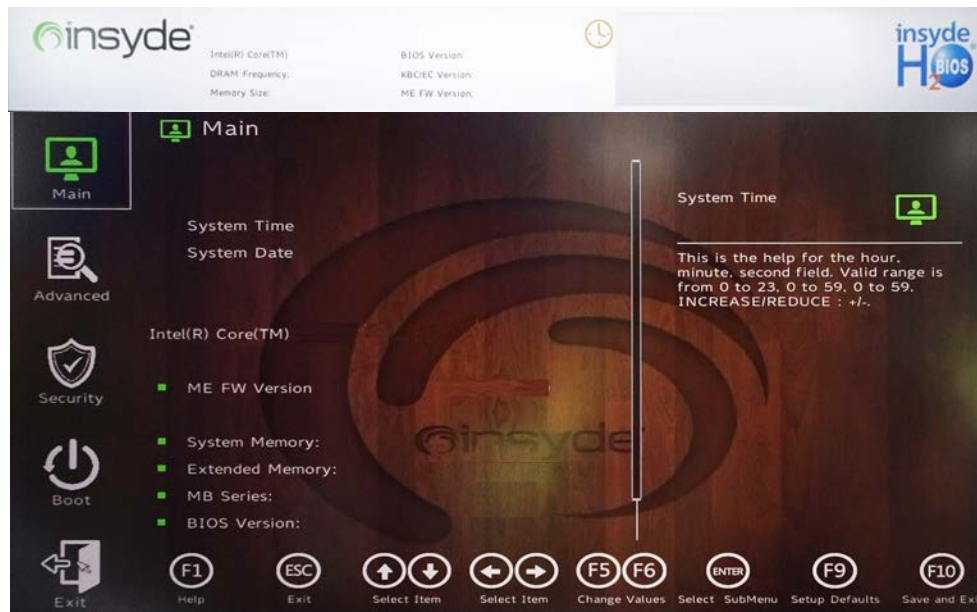 insyde
insyde
H2O BIOS
Intel(R) Core(TM)
BIOS Version:
DRAM Frequency:
KBC/EC Version:
Memory Size:
ME FW Version:
Main
Main
System Time
System Date
Intel(R) Core(TM)
ME FW Version
System Memory:
Extended Memory:
MB Series:
BIOS Version:
insyde
Advanced
Security
Boot
Exit
System Time
This is the help for the hour,
minute, second field. Valid range is
from 0 to 23, 0 to 59, 0 to 59.
INCREASE/REDUCE : +/-.
F1
Help
ESC
Exit
Select Item
Select Item
F5 F6
Change Values
ENTER
Select SubMenu
F9
Setup Defaults
F10
Save and Ex